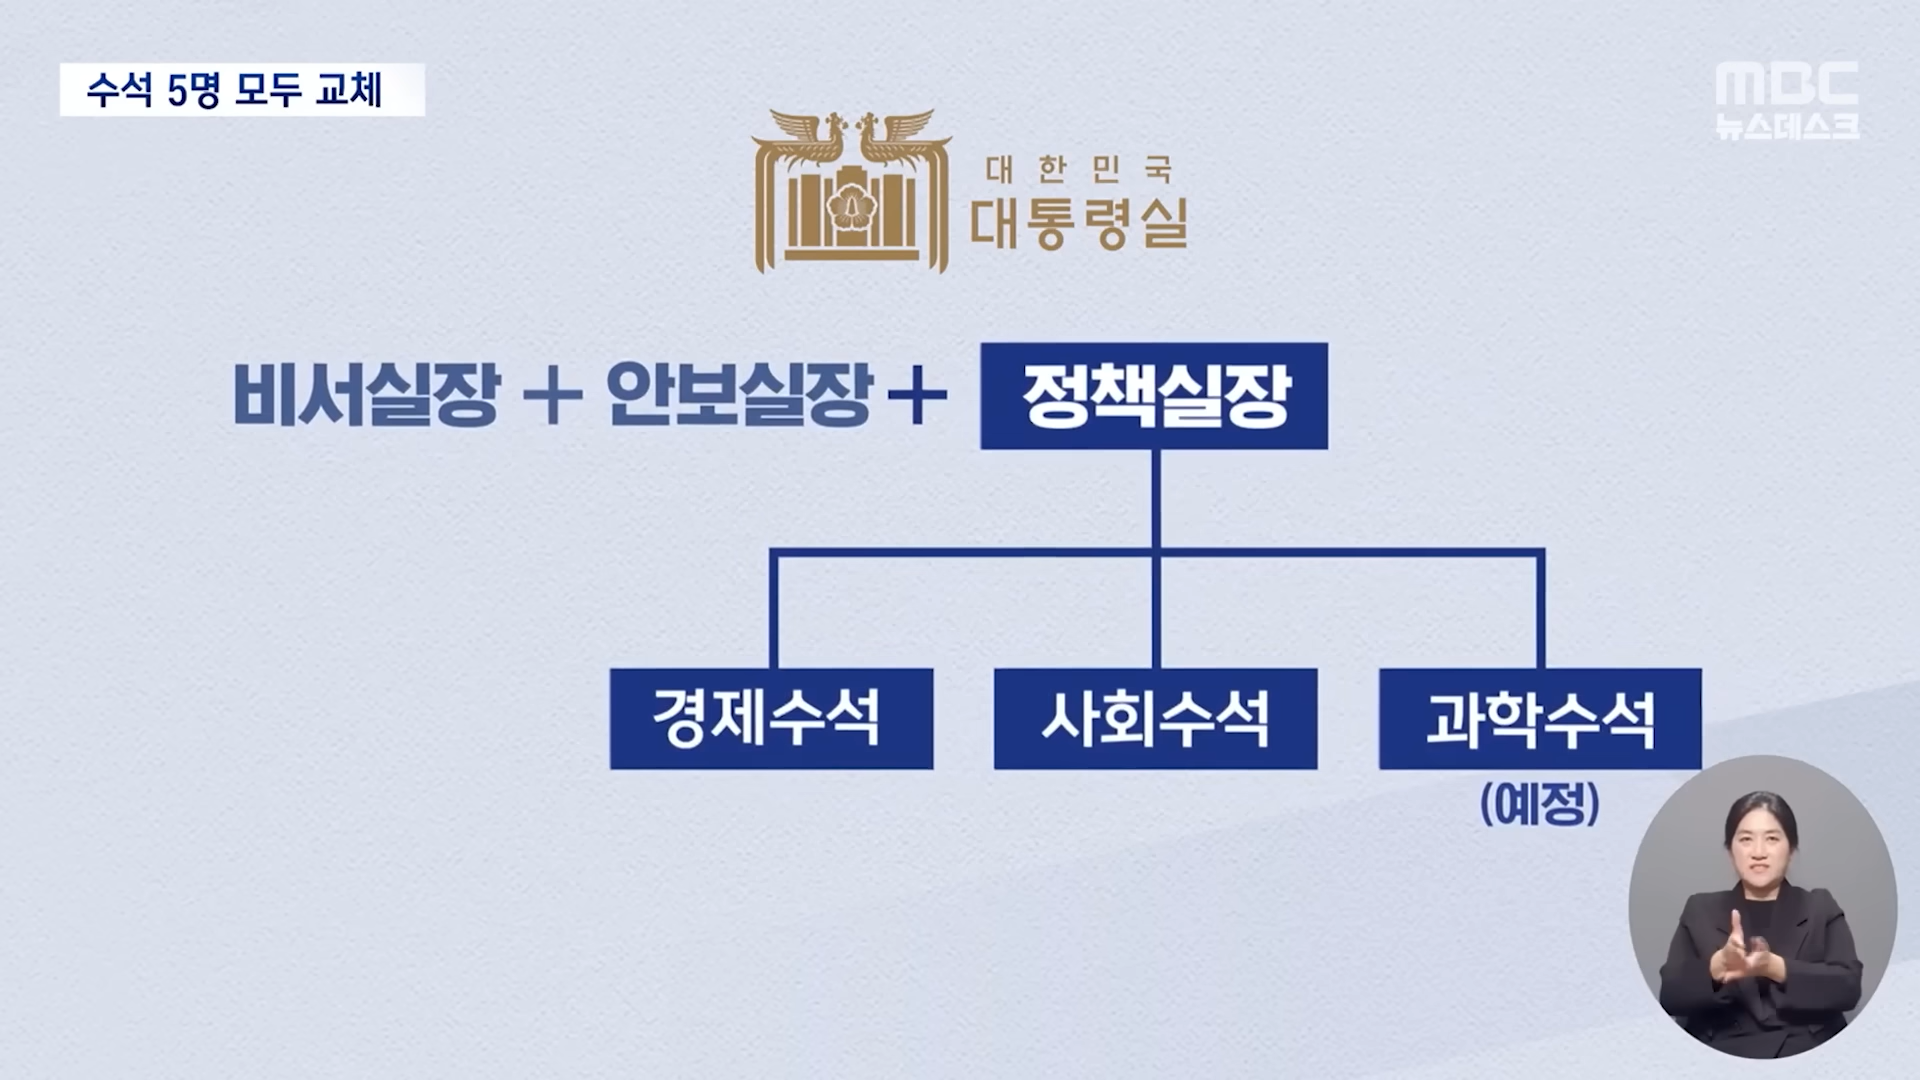 수석 5명 모두 교체
MBC
뉴스데스크
대한민국
대통령실
비서실장 + 안보실장 + 정책실장
경제수석 사회수석 과학수석
(예정)